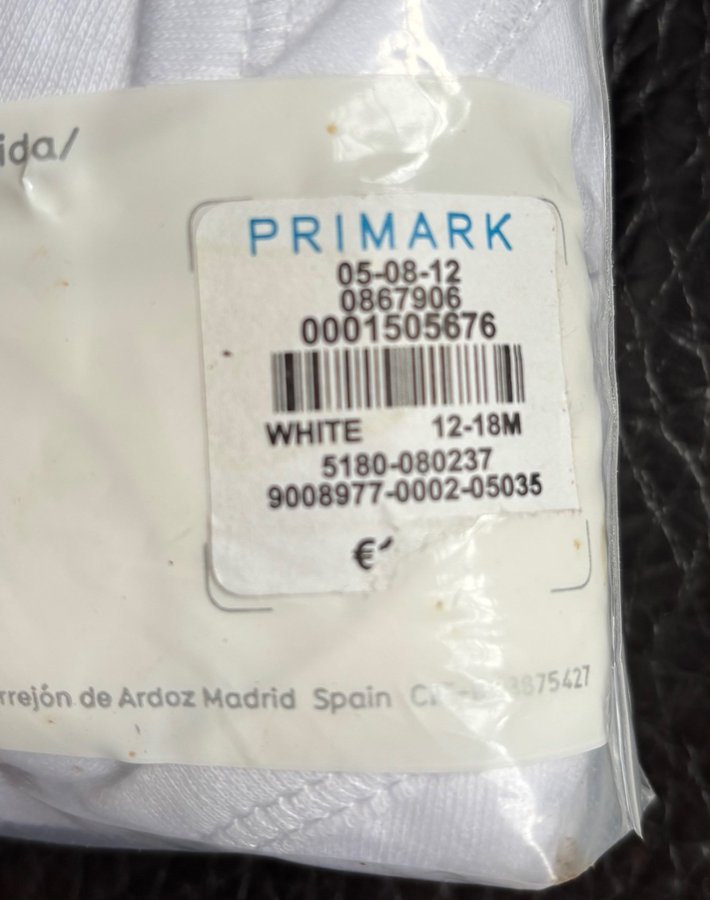 ida/
PRIMARK
05-08-12
0867906
0001505676
WHITE 12-18M
5180-080237
9008977-0002-05035
€
rrejón de Ardoz Madrid Spain